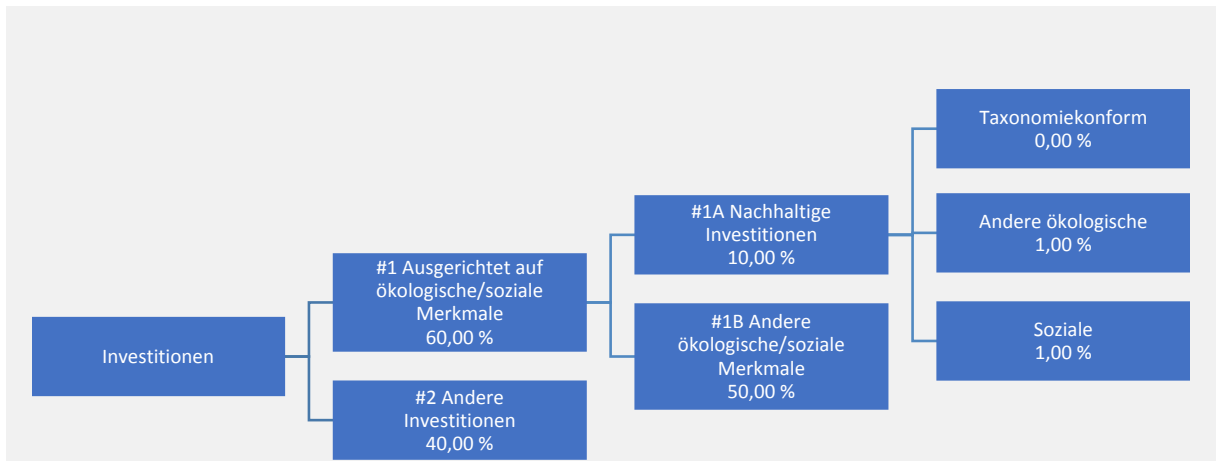 Investitionen
#1 Ausgerichtet auf
ökologische/soziale
Merkmale
60,00 %
#2 Andere
Investitionen
40,00 %
#1A Nachhaltige
Investitionen
10,00 %
#1B Andere
ökologische/soziale
Merkmale
50,00 %
Taxonomiekonform
0,00 %
Andere ökologische
1,00 %
Soziale
1,00 %